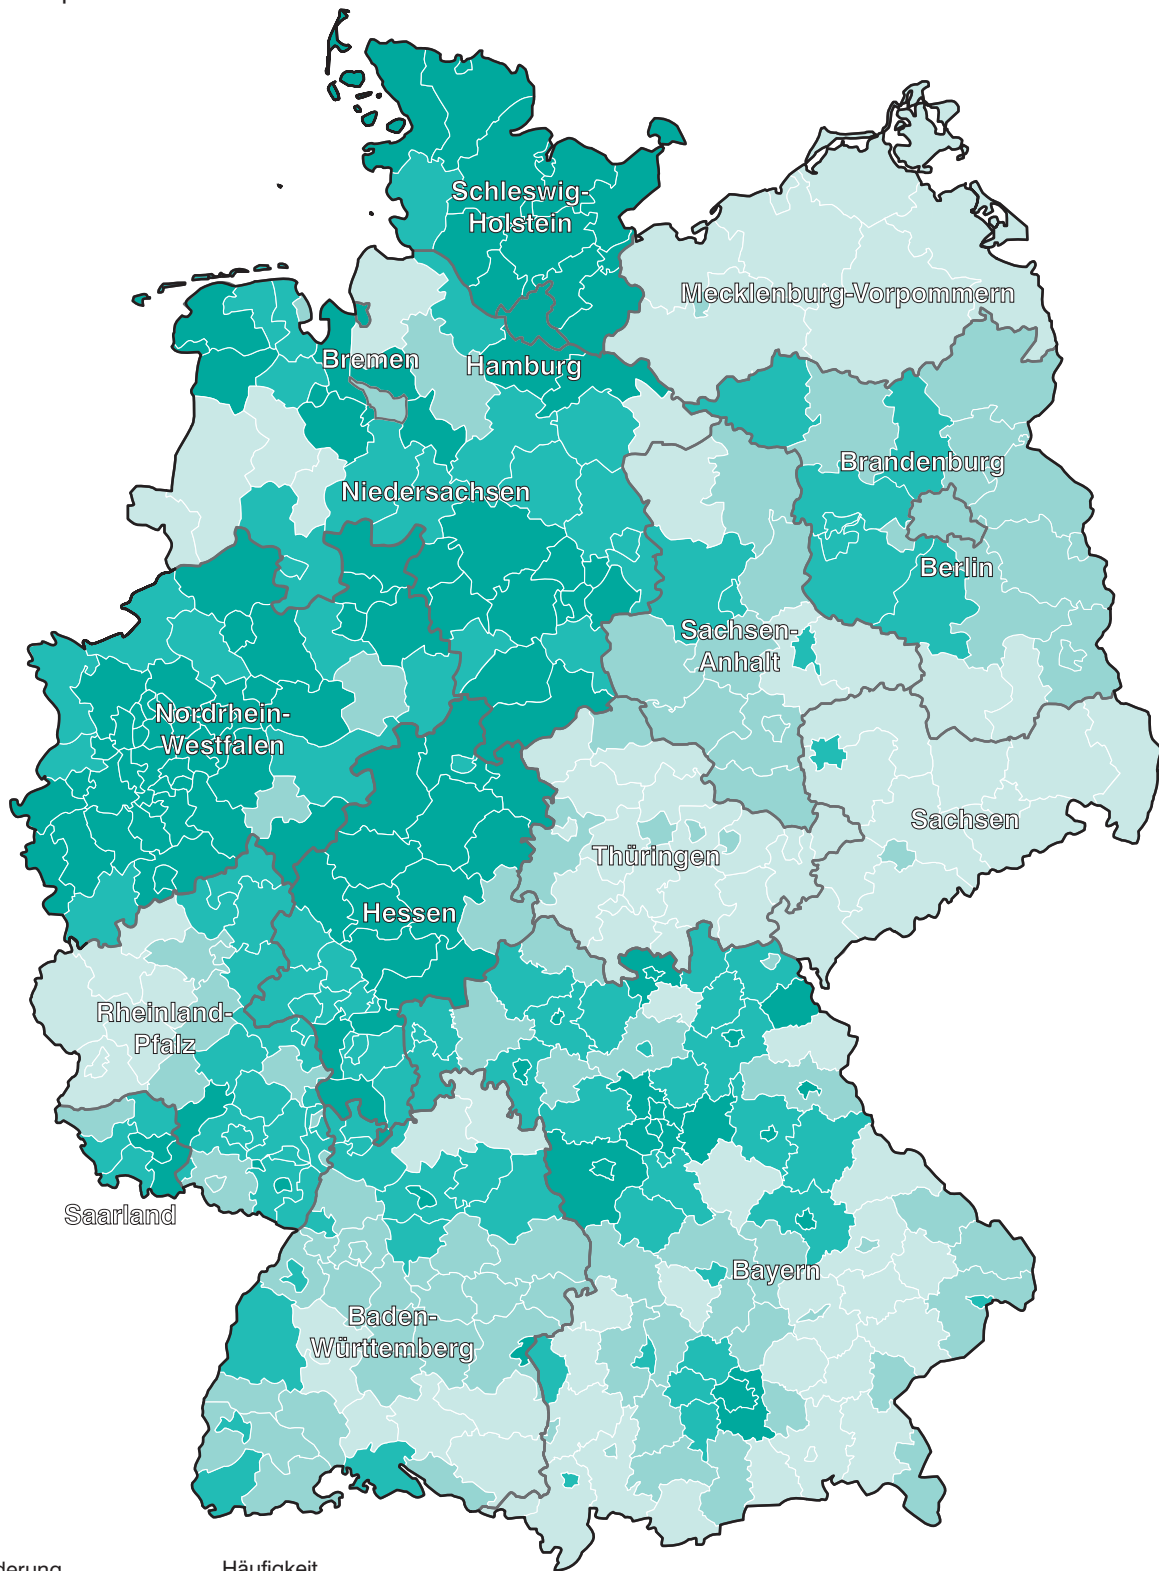 Schleswig-
Holstein
Mecklenburg-Vorpommern
Bremen
Hamburg
Brandenburg
Niedersachsen
Berlin
Sachsen-
Anhalt
Nordrhein-
Westfalen
Sachsen
Thüringen
Hessen
Rheinland-
Pfalz
Saarland
Bayern
Baden-
Württemberg
Häufigkeit